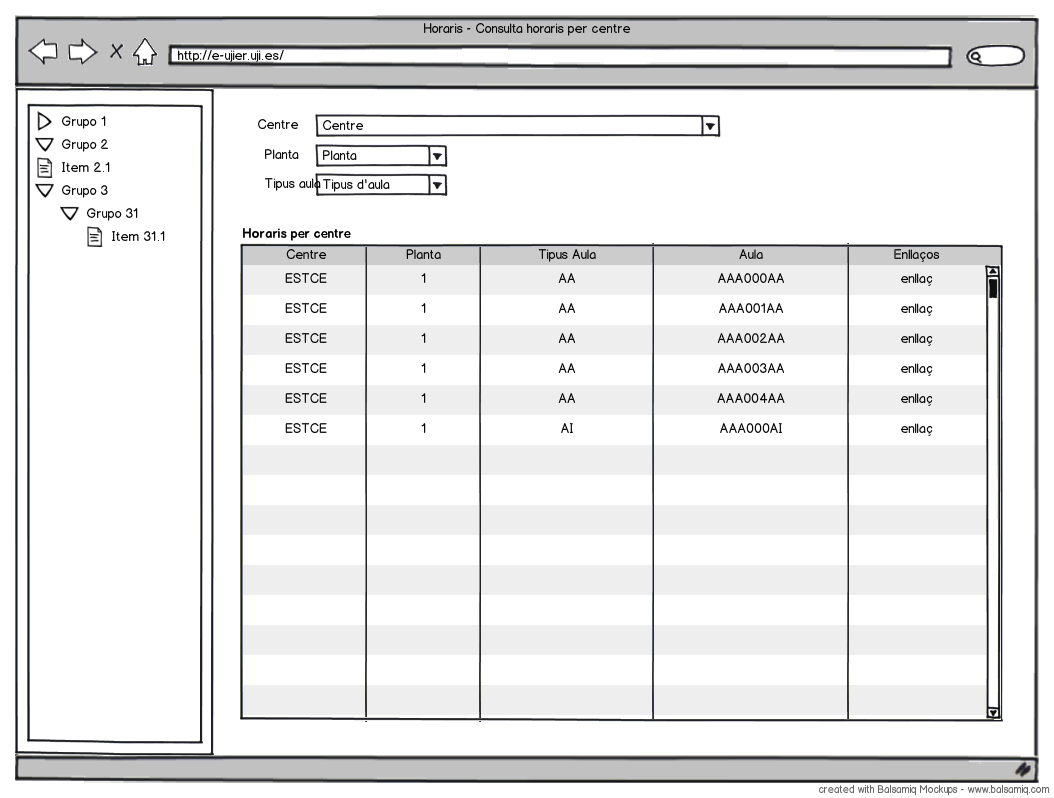 Horaris - Consulta horaris per centre
http://e-ujier.uji.es/
Grupo 1
Grupo 2
Item 2.1
Grupo 3
Grupo 31
Item 31.1
Centre Centre
Planta Planta
Tipus aula Tipus d'aula
Horaris per centre
Centre Planta Tipus Aula Aula Enllaços
ESTCE 1 AA AAA000AA enllaç
ESTCE 1 AA AAA001AA enllaç
ESTCE 1 AA AAA002AA enllaç
ESTCE 1 AA AAA003AA enllaç
ESTCE 1 AA AAA004AA enllaç
ESTCE 1 AI AAA000AI enllaç
created with Balsamiq Mockups - www.balsamiq.com